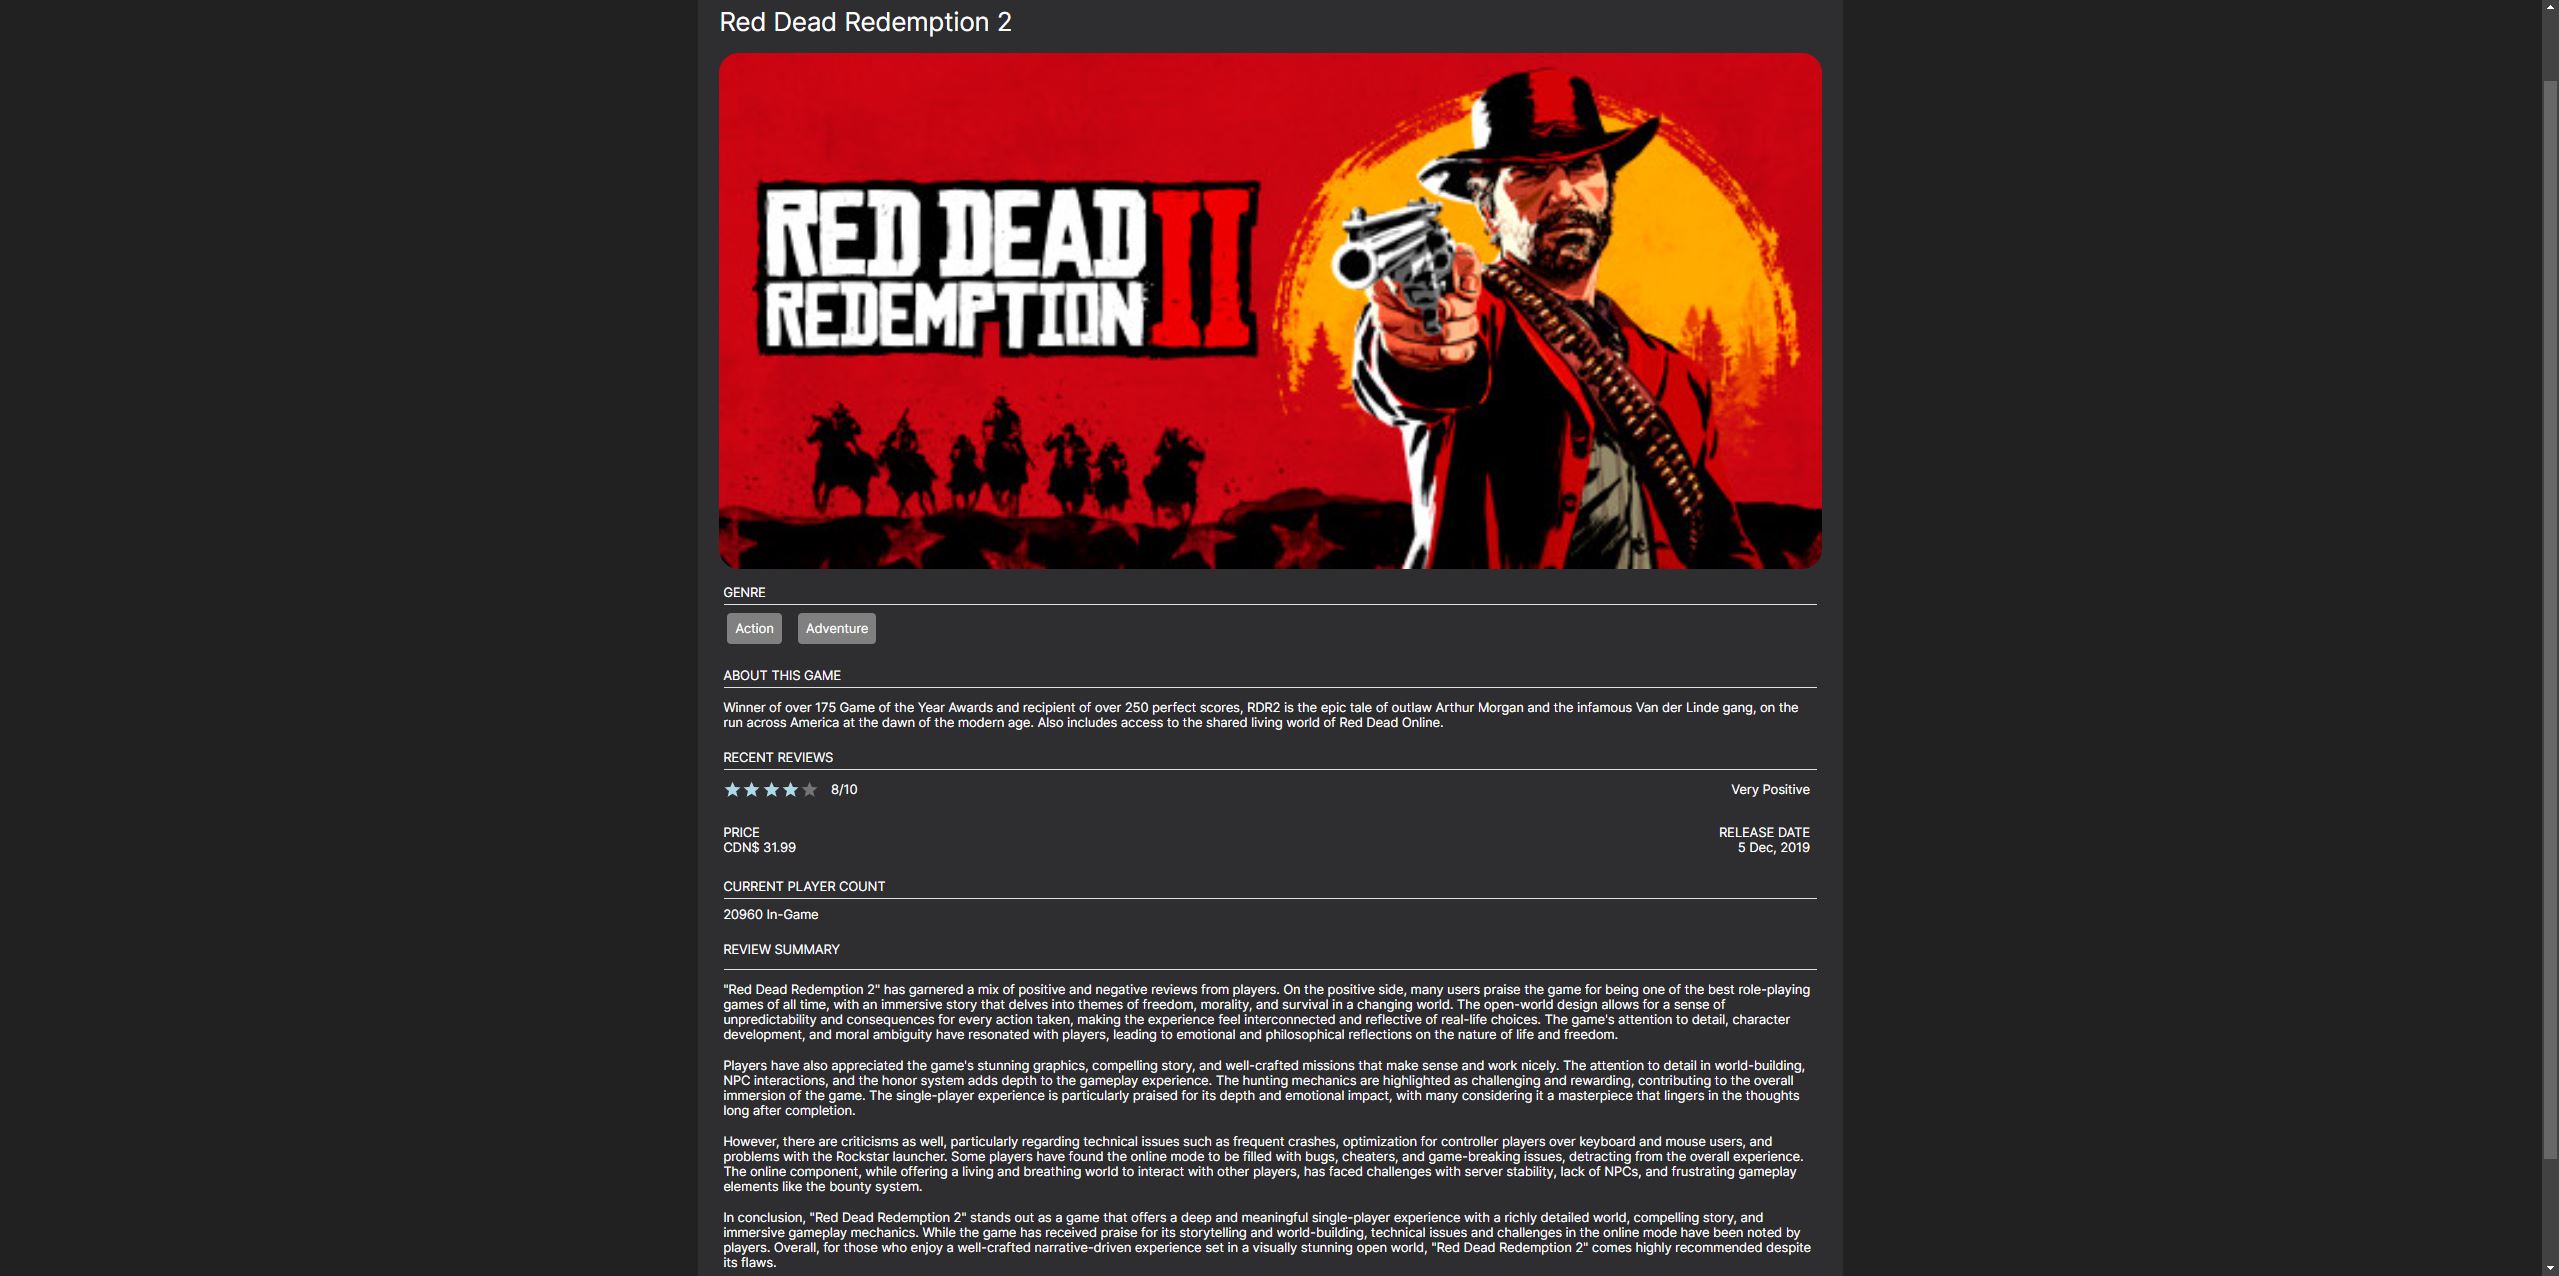 Red Dead Redemption 2
RED DEAD
REDEMPTION II
GENRE
Action Adventure
ABOUT THIS GAME
Winner of over 175 Game of the Year Awards and recipient of over 250 perfect scores, RDR2 is the epic tale of outlaw Arthur Morgan and the infamous Van der Linde gang, on the
run across America at the dawn of the modern age. Also includes access to the shared living world of Red Dead Online.
RECENT REVIEWS
8/10 Very Positive
PRICE RELEASE DATE
CDN$ 31.99 5 Dec, 2019
CURRENT PLAYER COUNT
20960 In-Game
REVIEW SUMMARY
"Red Dead Redemption 2" has garnered a mix of positive and negative reviews from players. On the positive side, many users praise the game for being one of the best role-playing
games of all time, with an immersive story that delves into themes of freedom, morality, and survival in a changing world. The open-world design allows for a sense of
unpredictability and consequences for every action taken, making the experience feel interconnected and reflective of real-life choices. The game's attention to detail, character
development, and moral ambiguity have resonated with players, leading to emotional and philosophical reflections on the nature of life and freedom.
Players have also appreciated the game's stunning graphics, compelling story, and well-crafted missions that make sense and work nicely. The attention to detail in world-building,
NPC interactions, and the honor system adds depth to the gameplay experience. The hunting mechanics are highlighted as challenging and rewarding, contributing to the overall
immersion of the game. The single-player experience is particularly praised for its depth and emotional impact, with many considering it a masterpiece that lingers in the thoughts
long after completion.
However, there are criticisms as well, particularly regarding technical issues such as frequent crashes, optimization for controller players over keyboard and mouse users, and
problems with the Rockstar launcher. Some players have found the online mode to be filled with bugs, cheaters, and game-breaking issues, detracting from the overall experience.
The online component, while offering a living and breathing world to interact with other players, has faced challenges with server stability, lack of NPCs, and frustrating gameplay
elements like the bounty system.
In conclusion, "Red Dead Redemption 2" stands out as a game that offers a deep and meaningful single-player experience with a richly detailed world, compelling story, and
immersive gameplay mechanics. While the game has received praise for its storytelling and world-building, technical issues and challenges in the online mode have been noted by
players. Overall, for those who enjoy a well-crafted narrative-driven experience set in a visually stunning open world, "Red Dead Redemption 2" comes highly recommended despite
its flaws.